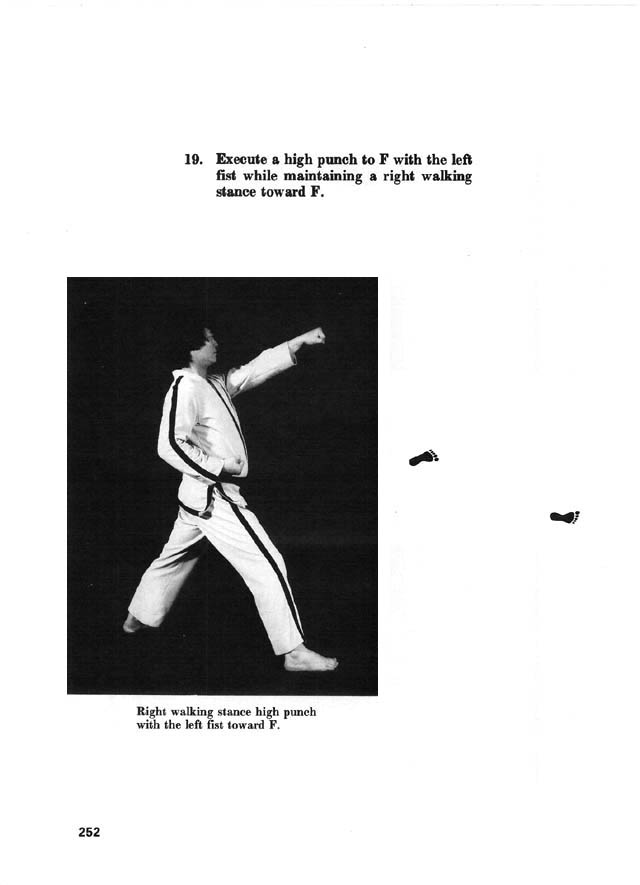 19. Execute a high punch to F with the left
fist while maintaining a right walking
stance toward F.
Right walking stance high punch
with the left fist toward F.
252